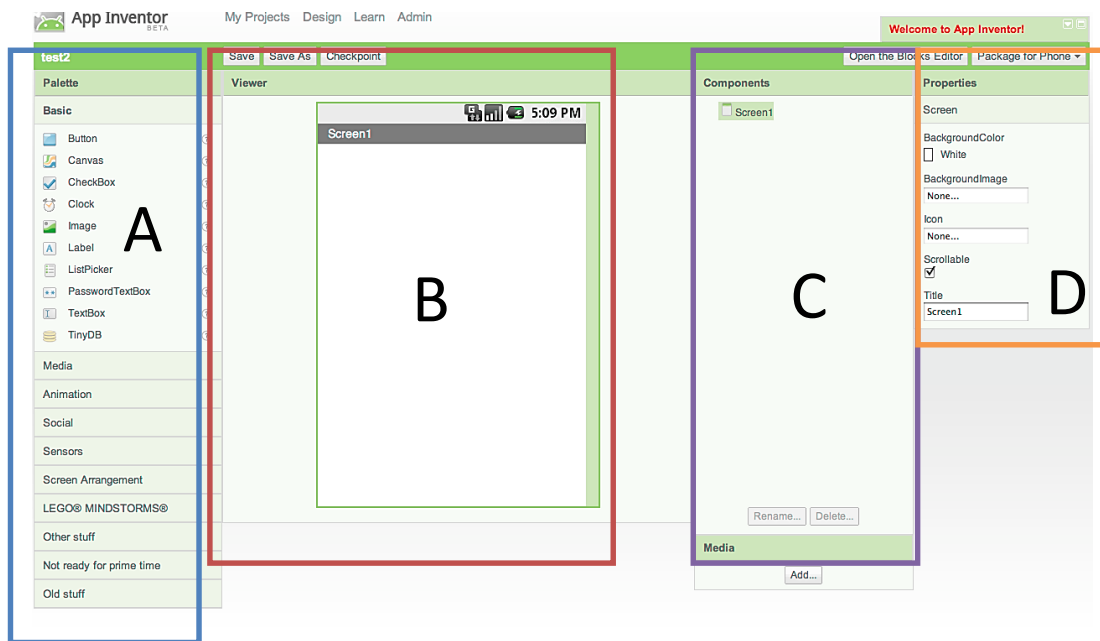 App Inventor
BETA
My Projects Design Learn Admin
Welcome to App Inventor!
test2
Save Save As Checkpoint
Open the Blocks Editor Package for Phone
Palette
Basic
Button
Canvas
CheckBox
Clock
Image
Label
ListPicker
PasswordTextBox
TextBox
TinyDB
Media
Animation
Social
Sensors
Screen Arrangement
LEGO® MINDSTORMS®
Other stuff
Not ready for prime time
Old stuff
A
Viewer
5:09 PM
Screen1
B
Components
Screen1
C
Rename... Delete...
Media
Add...
Properties
Screen
BackgroundColor
White
BackgroundImage
None...
Icon
None...
Scrollable
Title
Screen1
D